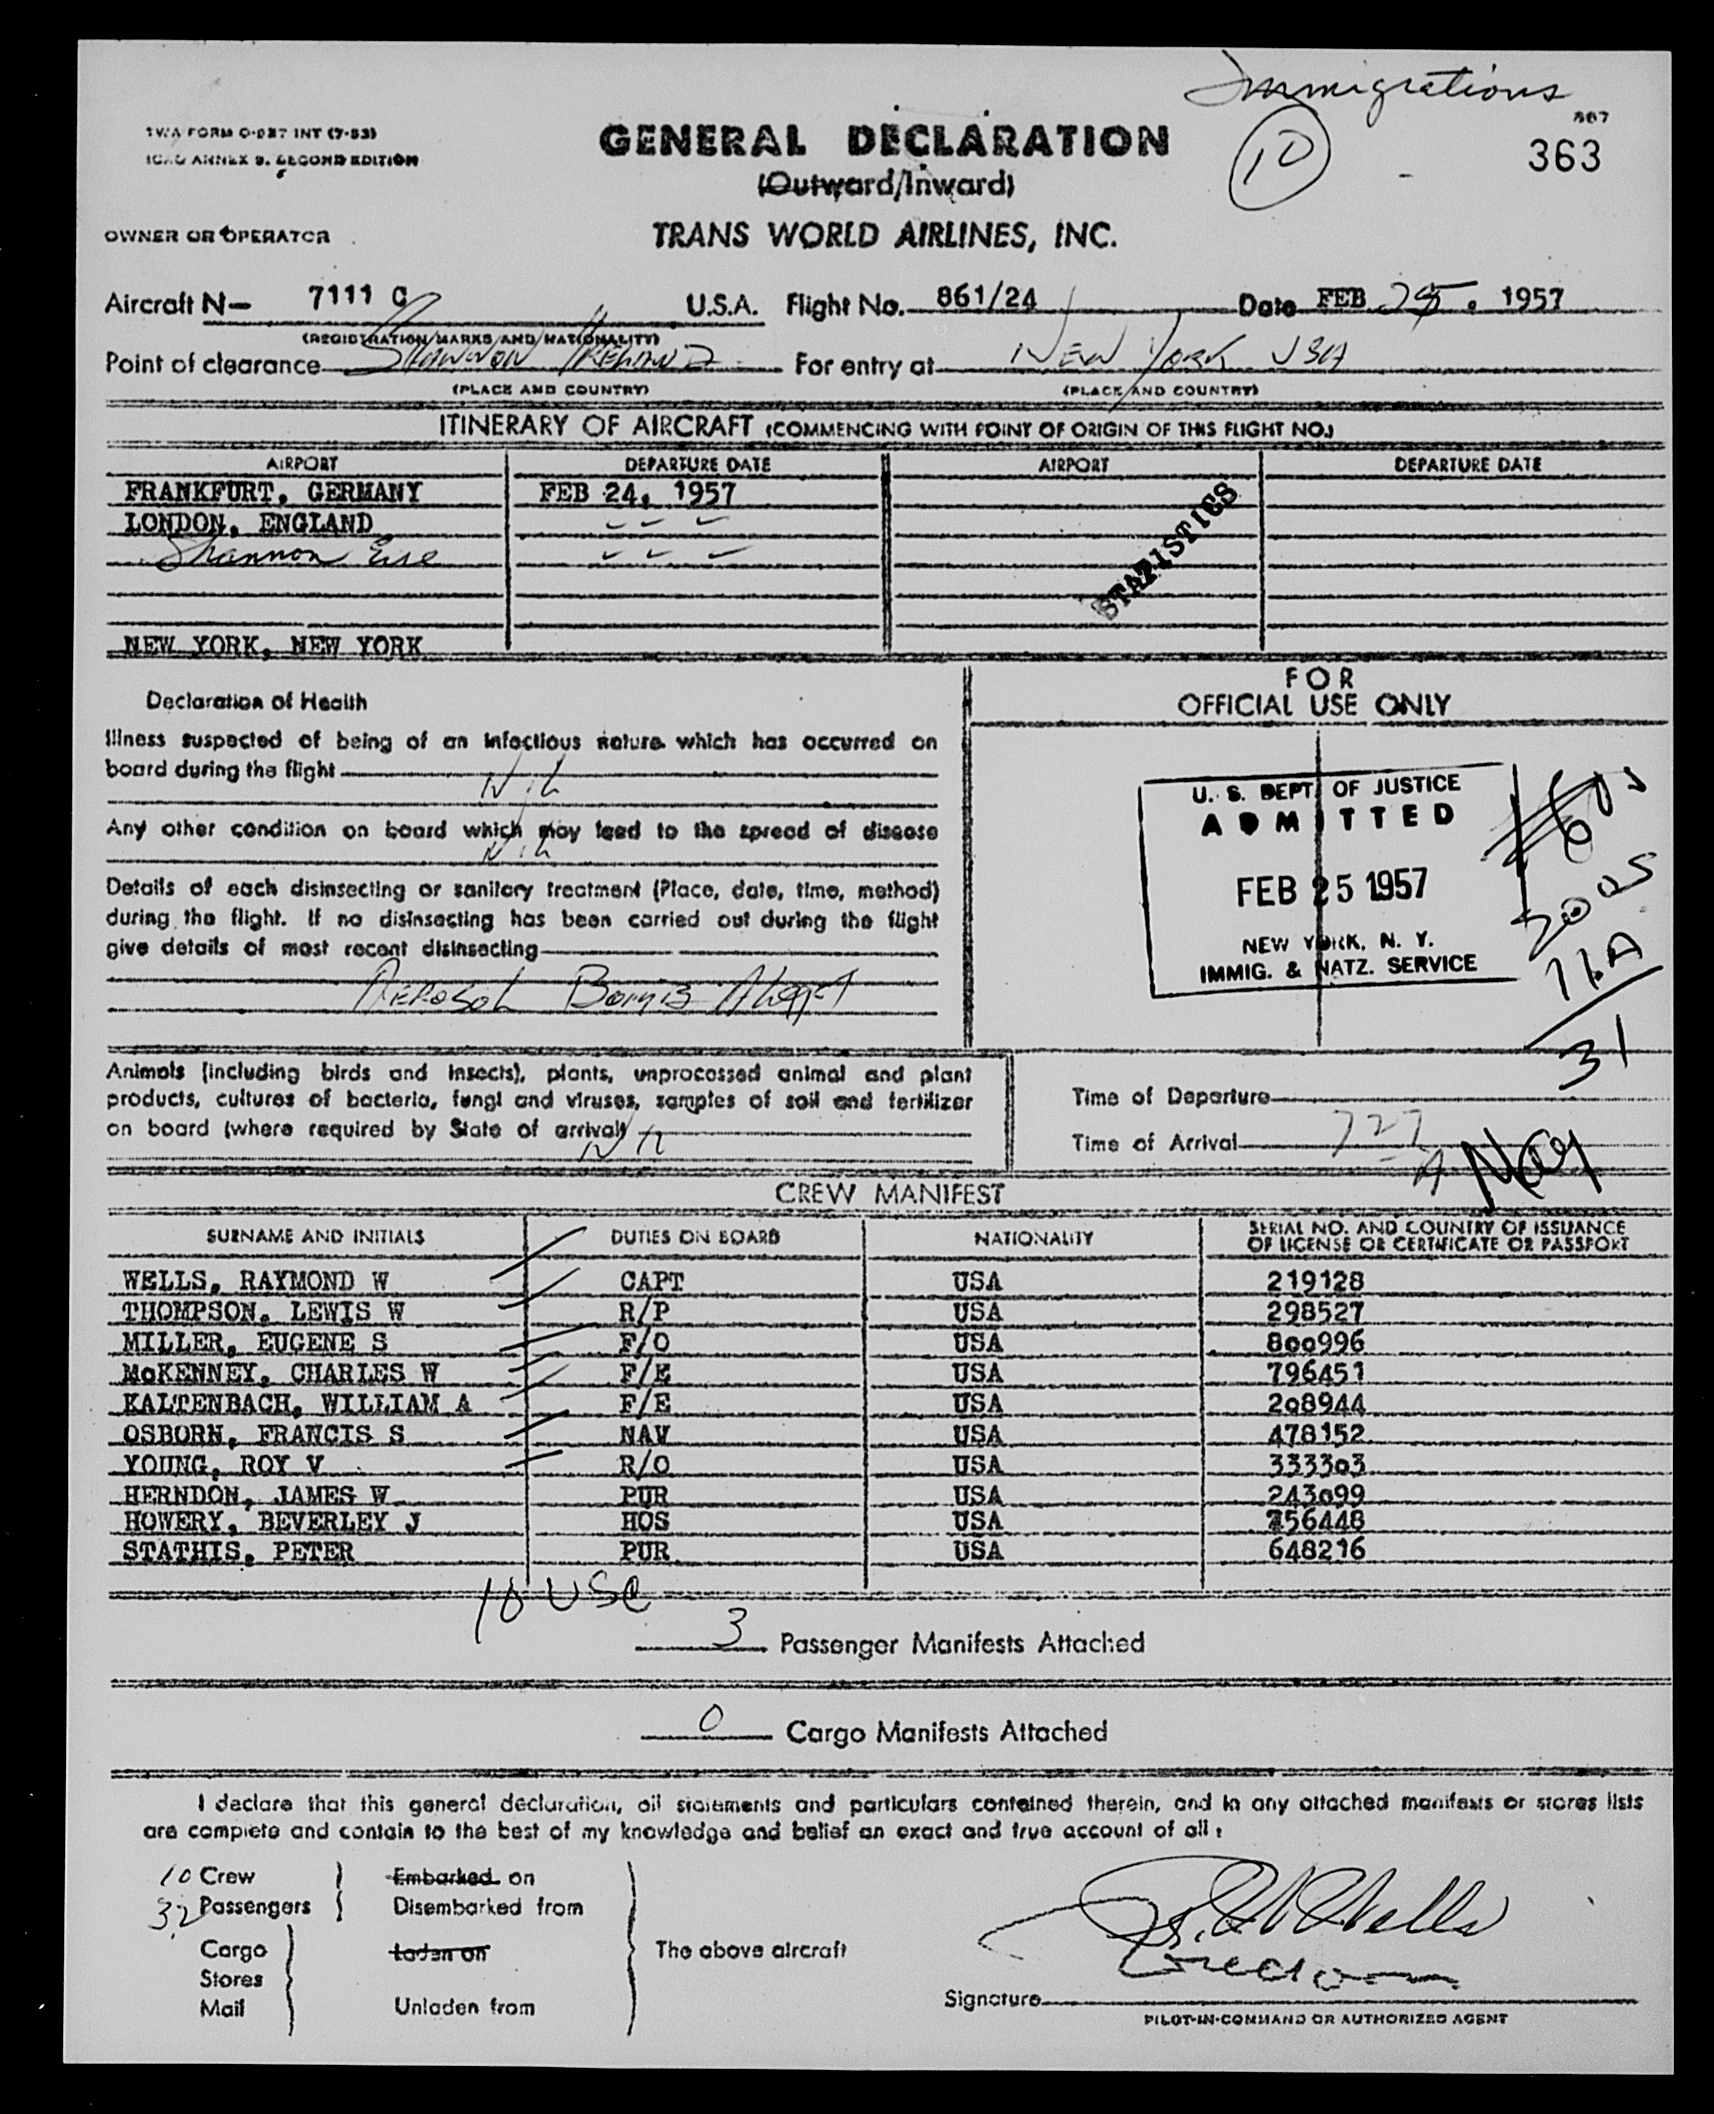 Immigrations
TWA FORM O-027 INT (7-53)
ICAO ANNEX 9, SECOND EDITION
GENERAL DECLARATION
10
867
363
(Outward/Inward)
OWNER OR OPERATOR
TRANS WORLD AIRLINES, INC.
Aircraft N- 7111 C U.S.A. Flight No. 861/24 Date FEB 25, 1957
(REGISTRATION MARKS AND NATIONALITY)
Point of clearance SHANNON IRELAND For entry at NEW YORK USA
(PLACE AND COUNTRY) (PLACE AND COUNTRY)
ITINERARY OF AIRCRAFT (COMMENCING WITH POINT OF ORIGIN OF THIS FLIGHT NO.)
AIRPORT DEPARTURE DATE AIRPORT DEPARTURE DATE
FRANKFURT, GERMANY FEB 24, 1957
LONDON, ENGLAND
Shannon Eire
STATISTICS
NEW YORK, NEW YORK
Declaration of Health
Illness suspected of being of an infectious nature which has occurred on
board during the flight
Nil
Any other condition on board which may lead to the spread of disease
Nil
Details of each disinsecting or sanitary treatment (Place, date, time, method)
during the flight. If no disinsecting has been carried out during the flight
give details of most recent disinsecting
AEROSOL BOMB
FOR
OFFICIAL USE ONLY
U. S. DEPT. OF JUSTICE
ADMITTED
FEB 25 1957
NEW YORK, N. Y.
IMMIG. & NATZ. SERVICE
20 US
11 A
31
Animals (including birds and insects), plants, unprocessed animal and plant
products, cultures of bacteria, fungi and viruses, samples of soil and fertilizer
on board (where required by State of arrival)
Nil
Time of Departure
Time of Arrival 727 A
CREW MANIFEST
SURNAME AND INITIALS DUTIES ON BOARD NATIONALITY SERIAL NO. AND COUNTRY OF ISSUANCE
OF LICENSE OR CERTIFICATE OR PASSPORT
WELLS, RAYMOND W CAPT USA 219128
THOMPSON, LEWIS W R/P USA 298527
MILLER, EUGENE S F/O USA 800996
McKENNEY, CHARLES W F/E USA 796451
KALTENBACH, WILLIAM A F/E USA 208944
OSBORN, FRANCIS S NAV USA 478152
YOUNG, ROY V R/O USA 333303
HERNDON, JAMES W PUR USA 243099
HOWERY, BEVERLEY J HOS USA 756448
STATHIS, PETER PUR USA 648216
10 USC
3 Passenger Manifests Attached
0 Cargo Manifests Attached
I declare that this general declaration, all statements and particulars contained therein, and in any attached manifests or stores lists
are complete and contain to the best of my knowledge and belief an exact and true account of all:
10 Crew Embarked on
32 Passengers Disembarked from
Cargo Laden on The above aircraft
Stores
Mail Unladen from
R. W. Wells
Signature
PILOT-IN-COMMAND OR AUTHORIZED AGENT